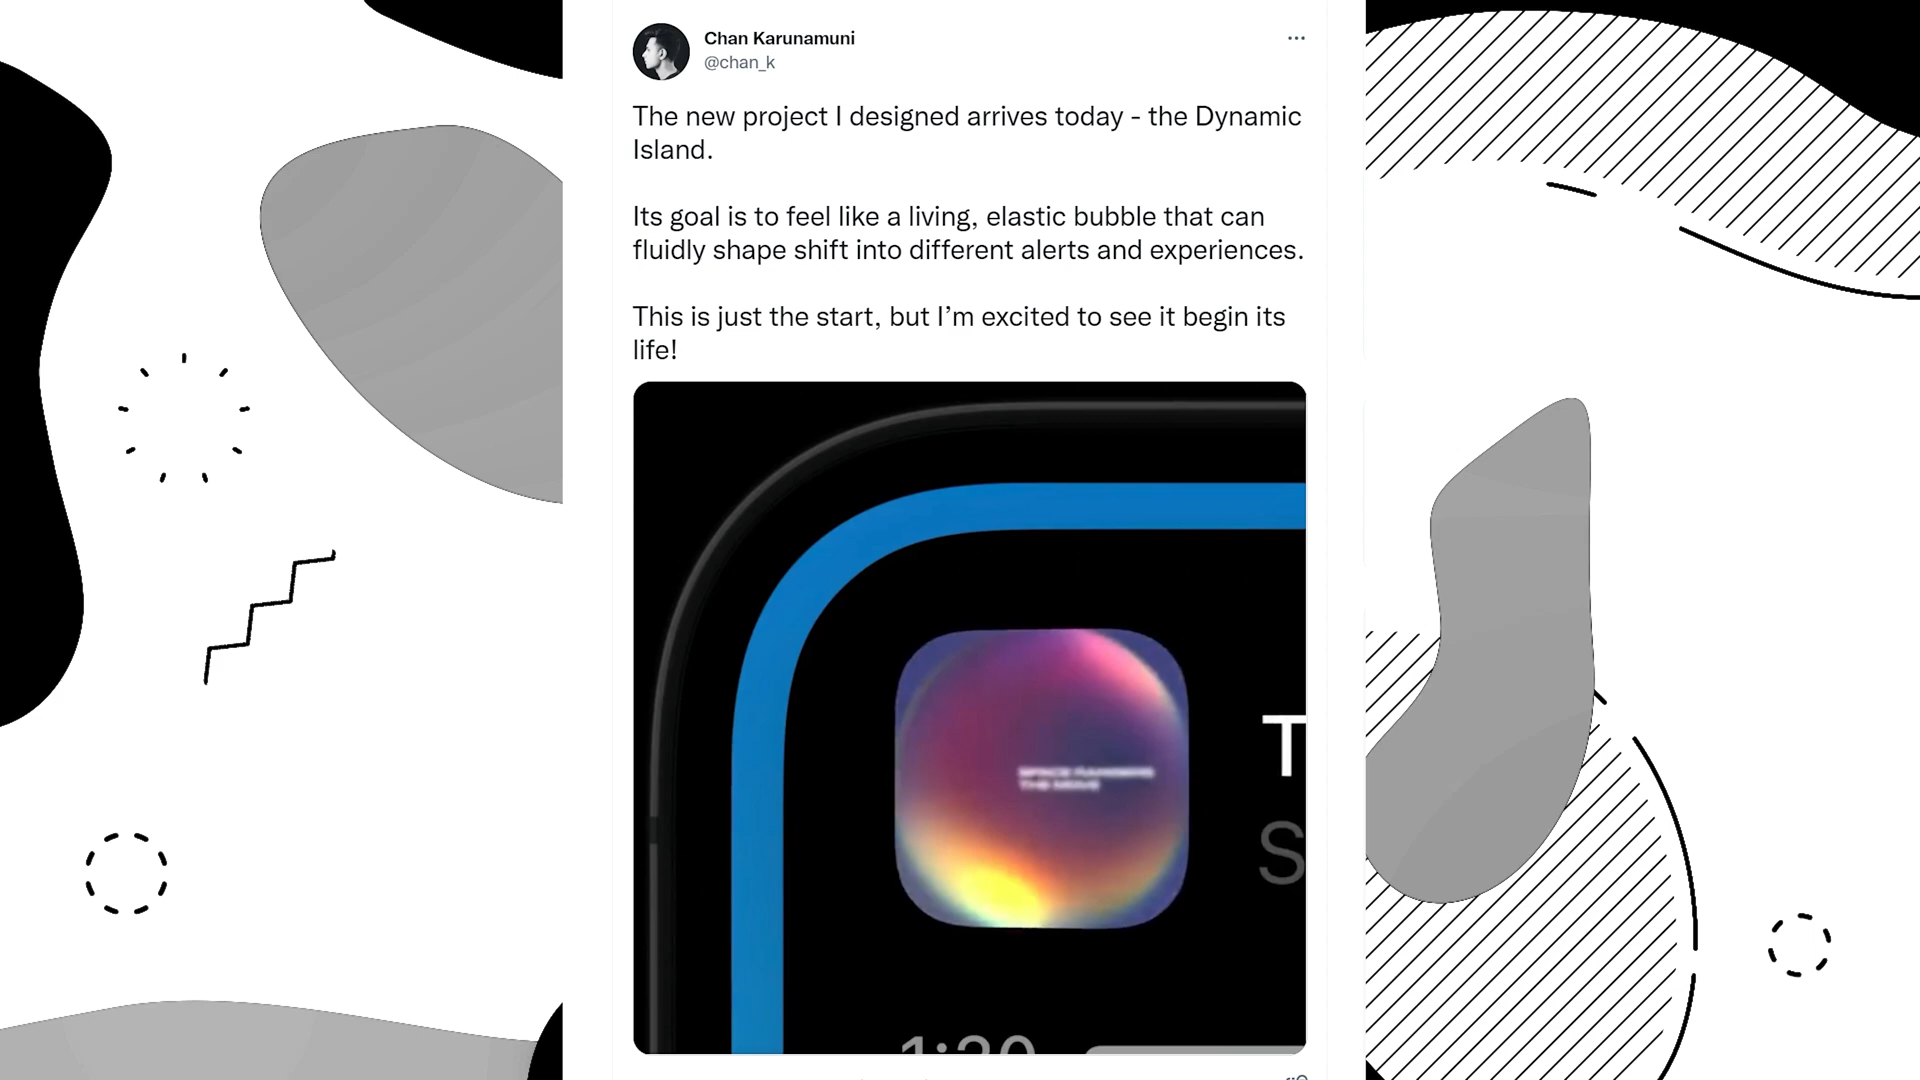 Chan Karunamuni
@chan_k
The new project I designed arrives today - the Dynamic
Island.
Its goal is to feel like a living, elastic bubble that can
fluidly shape shift into different alerts and experiences.
This is just the start, but I’m excited to see it begin its
life!
T
S
1:20